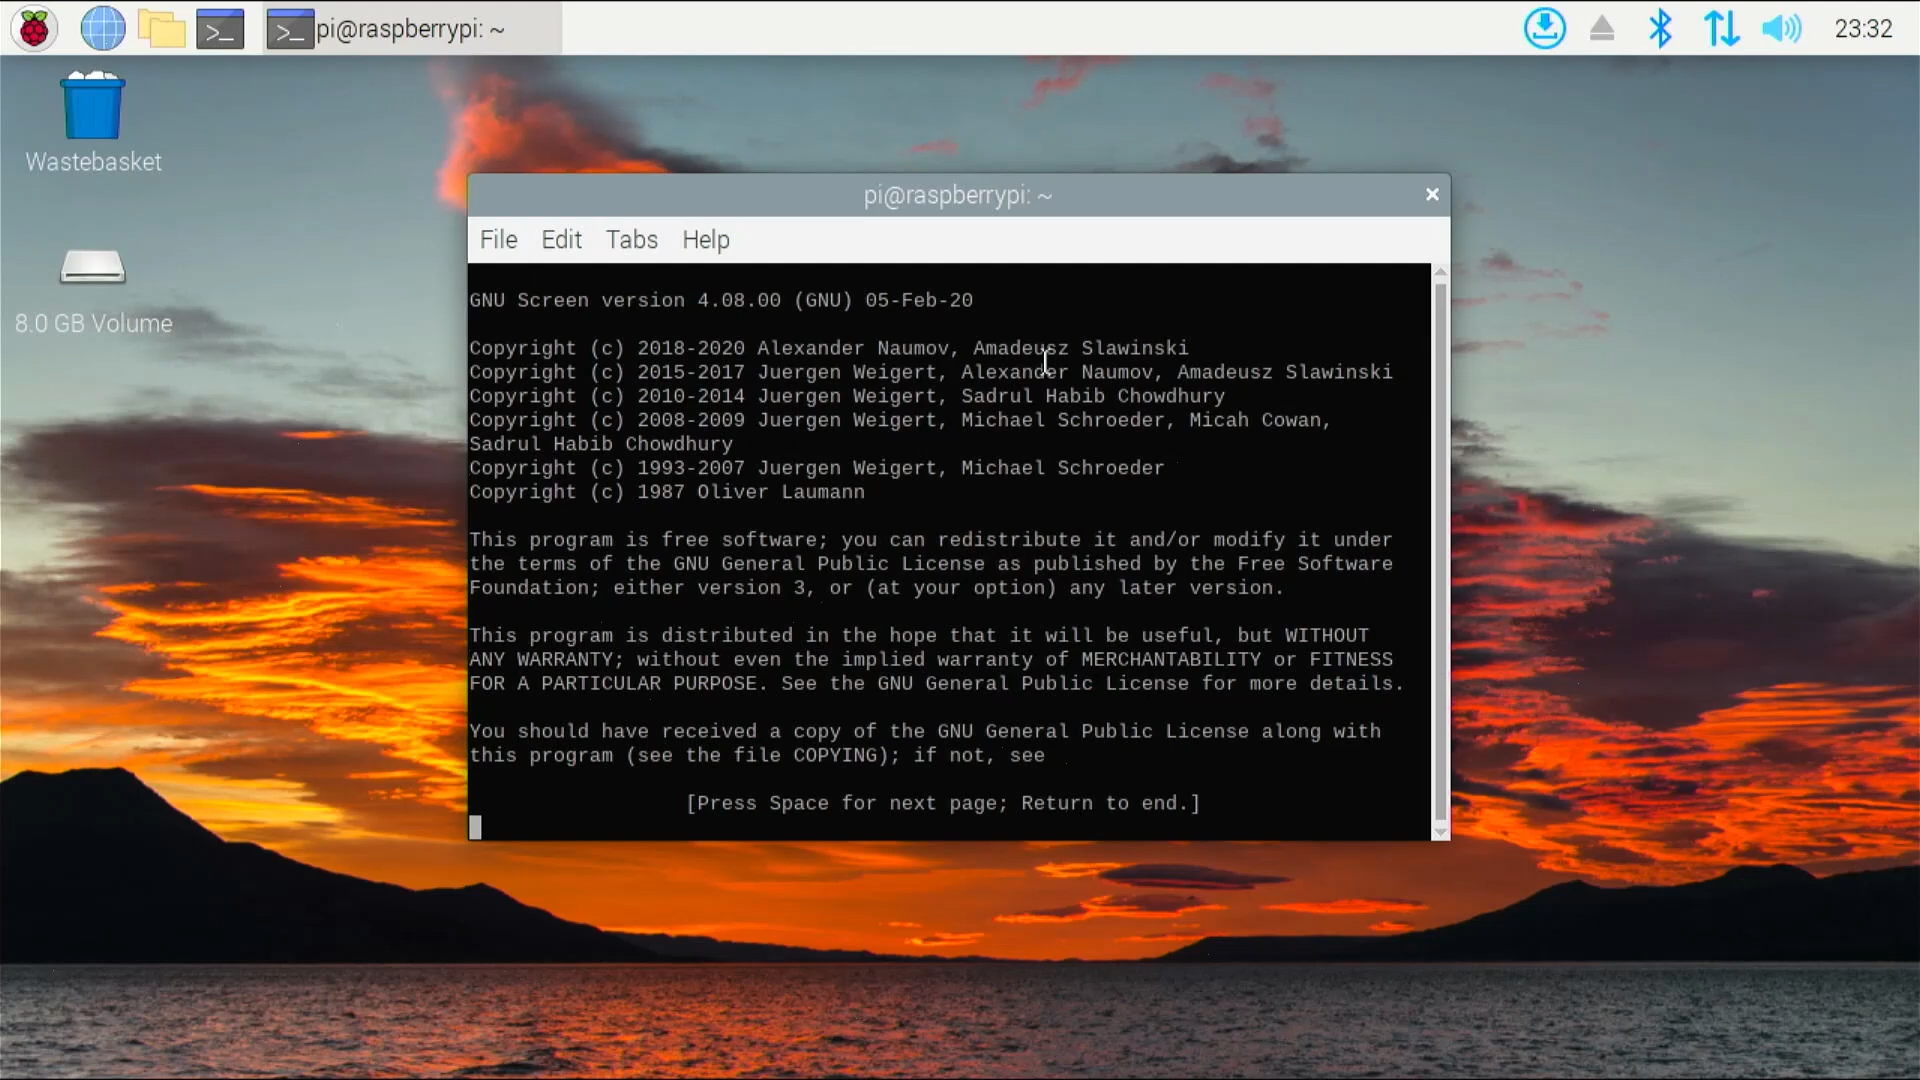 pi@raspberrypi: ~
23:32
Wastebasket
8.0 GB Volume
pi@raspberrypi: ~
File Edit Tabs Help
GNU Screen version 4.08.00 (GNU) 05-Feb-20
Copyright (c) 2018-2020 Alexander Naumov, Amadeusz Slawinski
Copyright (c) 2015-2017 Juergen Weigert, Alexander Naumov, Amadeusz Slawinski
Copyright (c) 2010-2014 Juergen Weigert, Sadrul Habib Chowdhury
Copyright (c) 2008-2009 Juergen Weigert, Michael Schroeder, Micah Cowan,
Sadrul Habib Chowdhury
Copyright (c) 1993-2007 Juergen Weigert, Michael Schroeder
Copyright (c) 1987 Oliver Laumann
This program is free software; you can redistribute it and/or modify it under
the terms of the GNU General Public License as published by the Free Software
Foundation; either version 3, or (at your option) any later version.
This program is distributed in the hope that it will be useful, but WITHOUT
ANY WARRANTY; without even the implied warranty of MERCHANTABILITY or FITNESS
FOR A PARTICULAR PURPOSE. See the GNU General Public License for more details.
You should have received a copy of the GNU General Public License along with
this program (see the file COPYING); if not, see
[Press Space for next page; Return to end.]